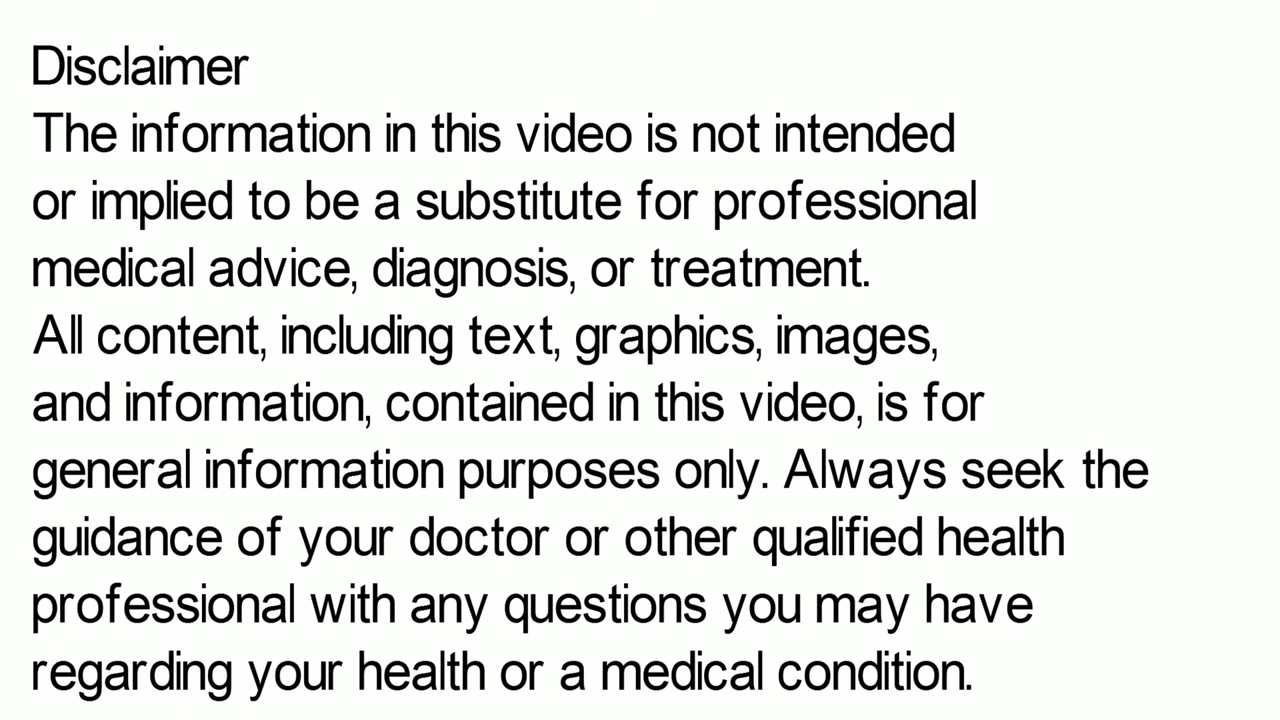 Disclaimer
The information in this video is not intended
or implied to be a substitute for professional
medical advice, diagnosis, or treatment.
All content, including text, graphics, images,
and information, contained in this video, is for
general information purposes only. Always seek the
guidance of your doctor or other qualified health
professional with any questions you may have
regarding your health or a medical condition.